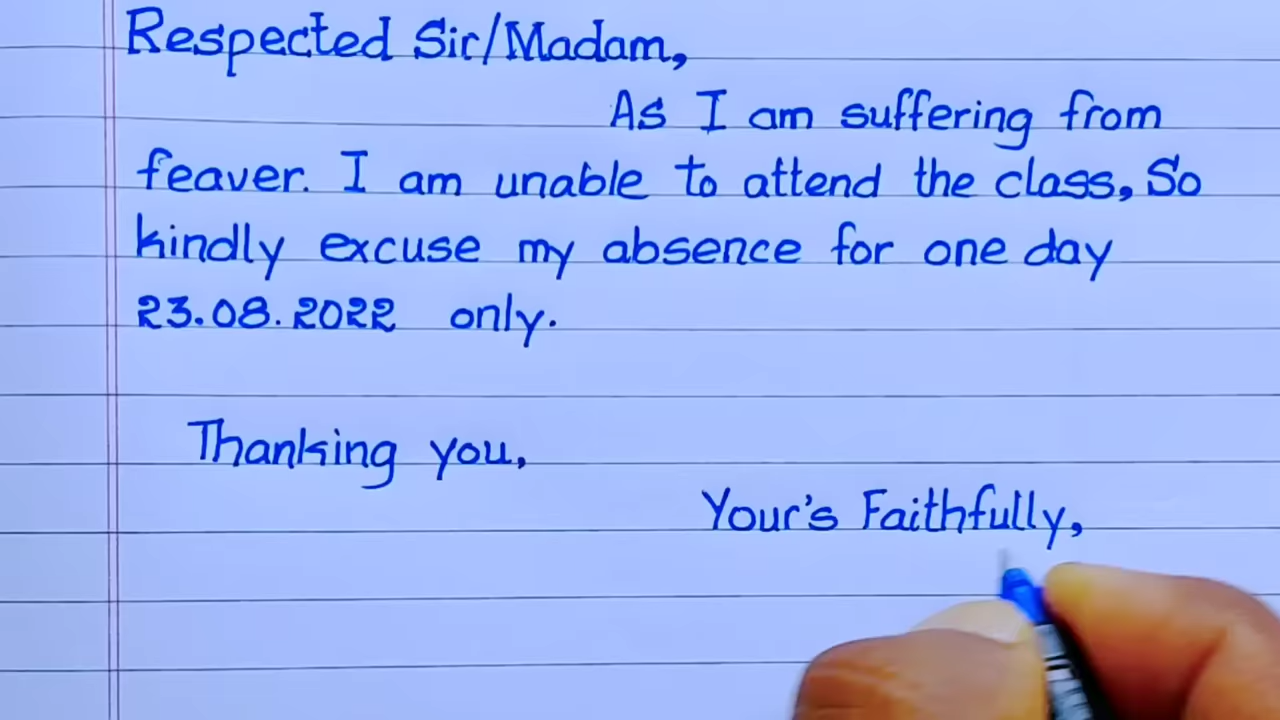 Respected Sir/Madam,
As I am suffering from
feaver. I am unable to attend the class, So
kindly excuse my absence for one day
23.08.2022 only.
Thanking you,
Your's Faithfully,